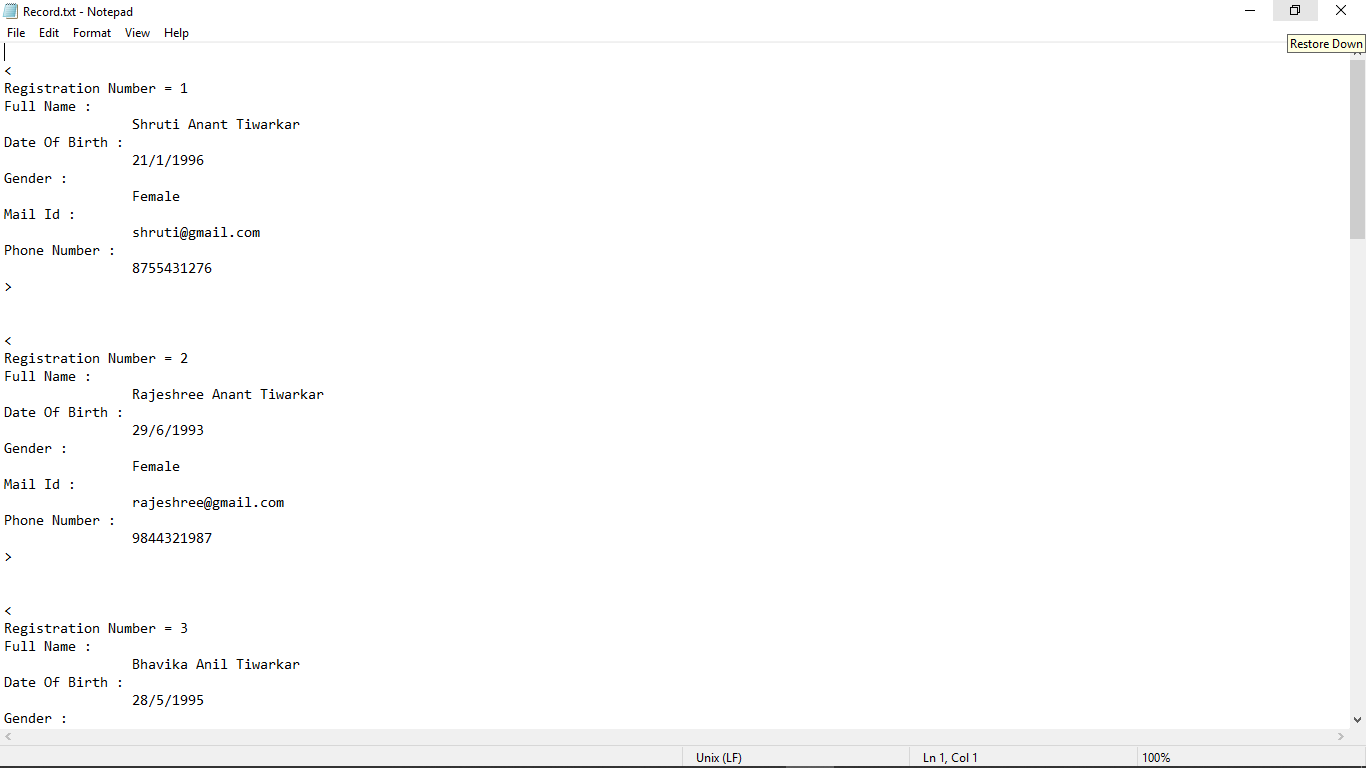 Record.txt - Notepad
File Edit Format View Help
Restore Down
<
Registration Number = 1
Full Name :
Shruti Anant Tiwarkar
Date Of Birth :
21/1/1996
Gender :
Female
Mail Id :
shruti@gmail.com
Phone Number :
8755431276
>
<
Registration Number = 2
Full Name :
Rajeshree Anant Tiwarkar
Date Of Birth :
29/6/1993
Gender :
Female
Mail Id :
rajeshree@gmail.com
Phone Number :
9844321987
>
<
Registration Number = 3
Full Name :
Bhavika Anil Tiwarkar
Date Of Birth :
28/5/1995
Gender :
Unix (LF) Ln 1, Col 1 100%